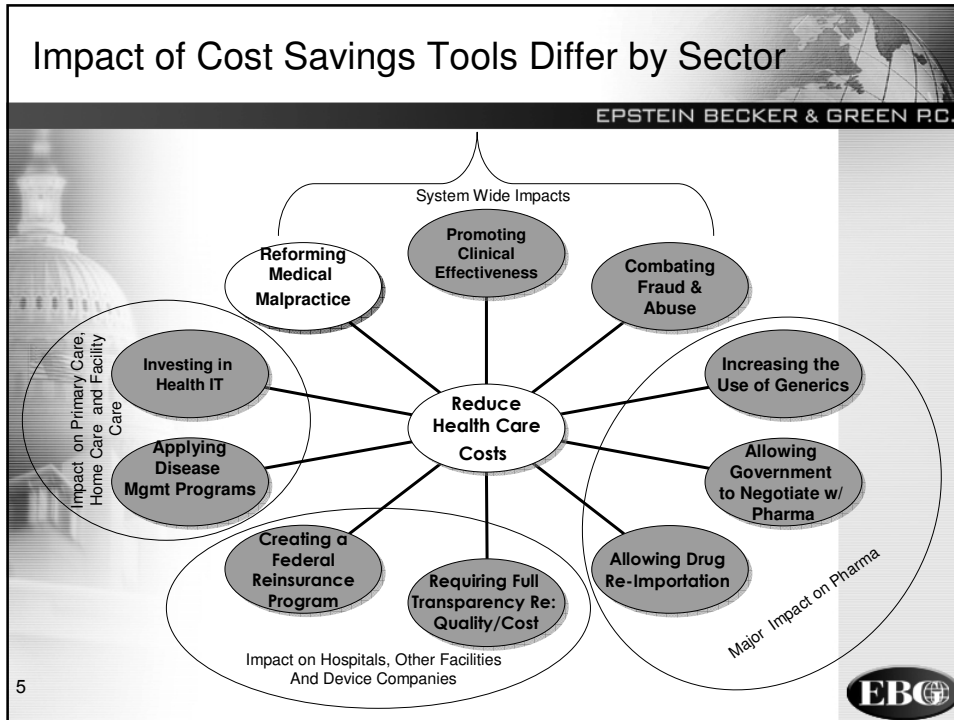 Impact of Cost Savings Tools Differ by Sector
EPSTEIN BECKER & GREEN P.C.
System Wide Impacts
Reforming
Medical
Malpractice
Promoting
Clinical
Effectiveness
Combating
Fraud &
Abuse
Impact on Primary Care,
Home Care and Facility
Care
Investing in
Health IT
Increasing the
Use of Generics
Reduce
Health Care
Costs
Applying
Disease
Mgmt Programs
Allowing
Government
to Negotiate w/
Pharma
Creating a
Federal
Reinsurance
Program
Requiring Full
Transparency Re:
Quality/Cost
Allowing Drug
Re-Importation
Major Impact on Pharma
Impact on Hospitals, Other Facilities
And Device Companies
5
EBG